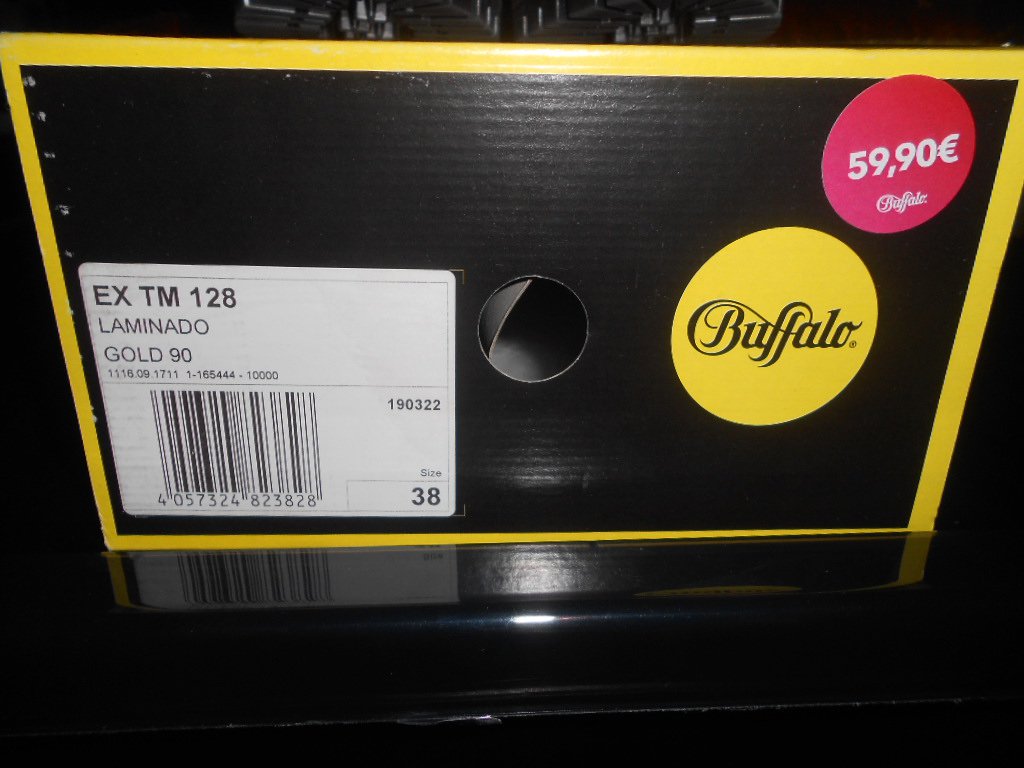 59,90€
Buffalo
Buffalo®
EX TM 128
LAMINADO
GOLD 90
1116.09.1711 1-165444 - 10000
190322
Size
38
4 057324 823828